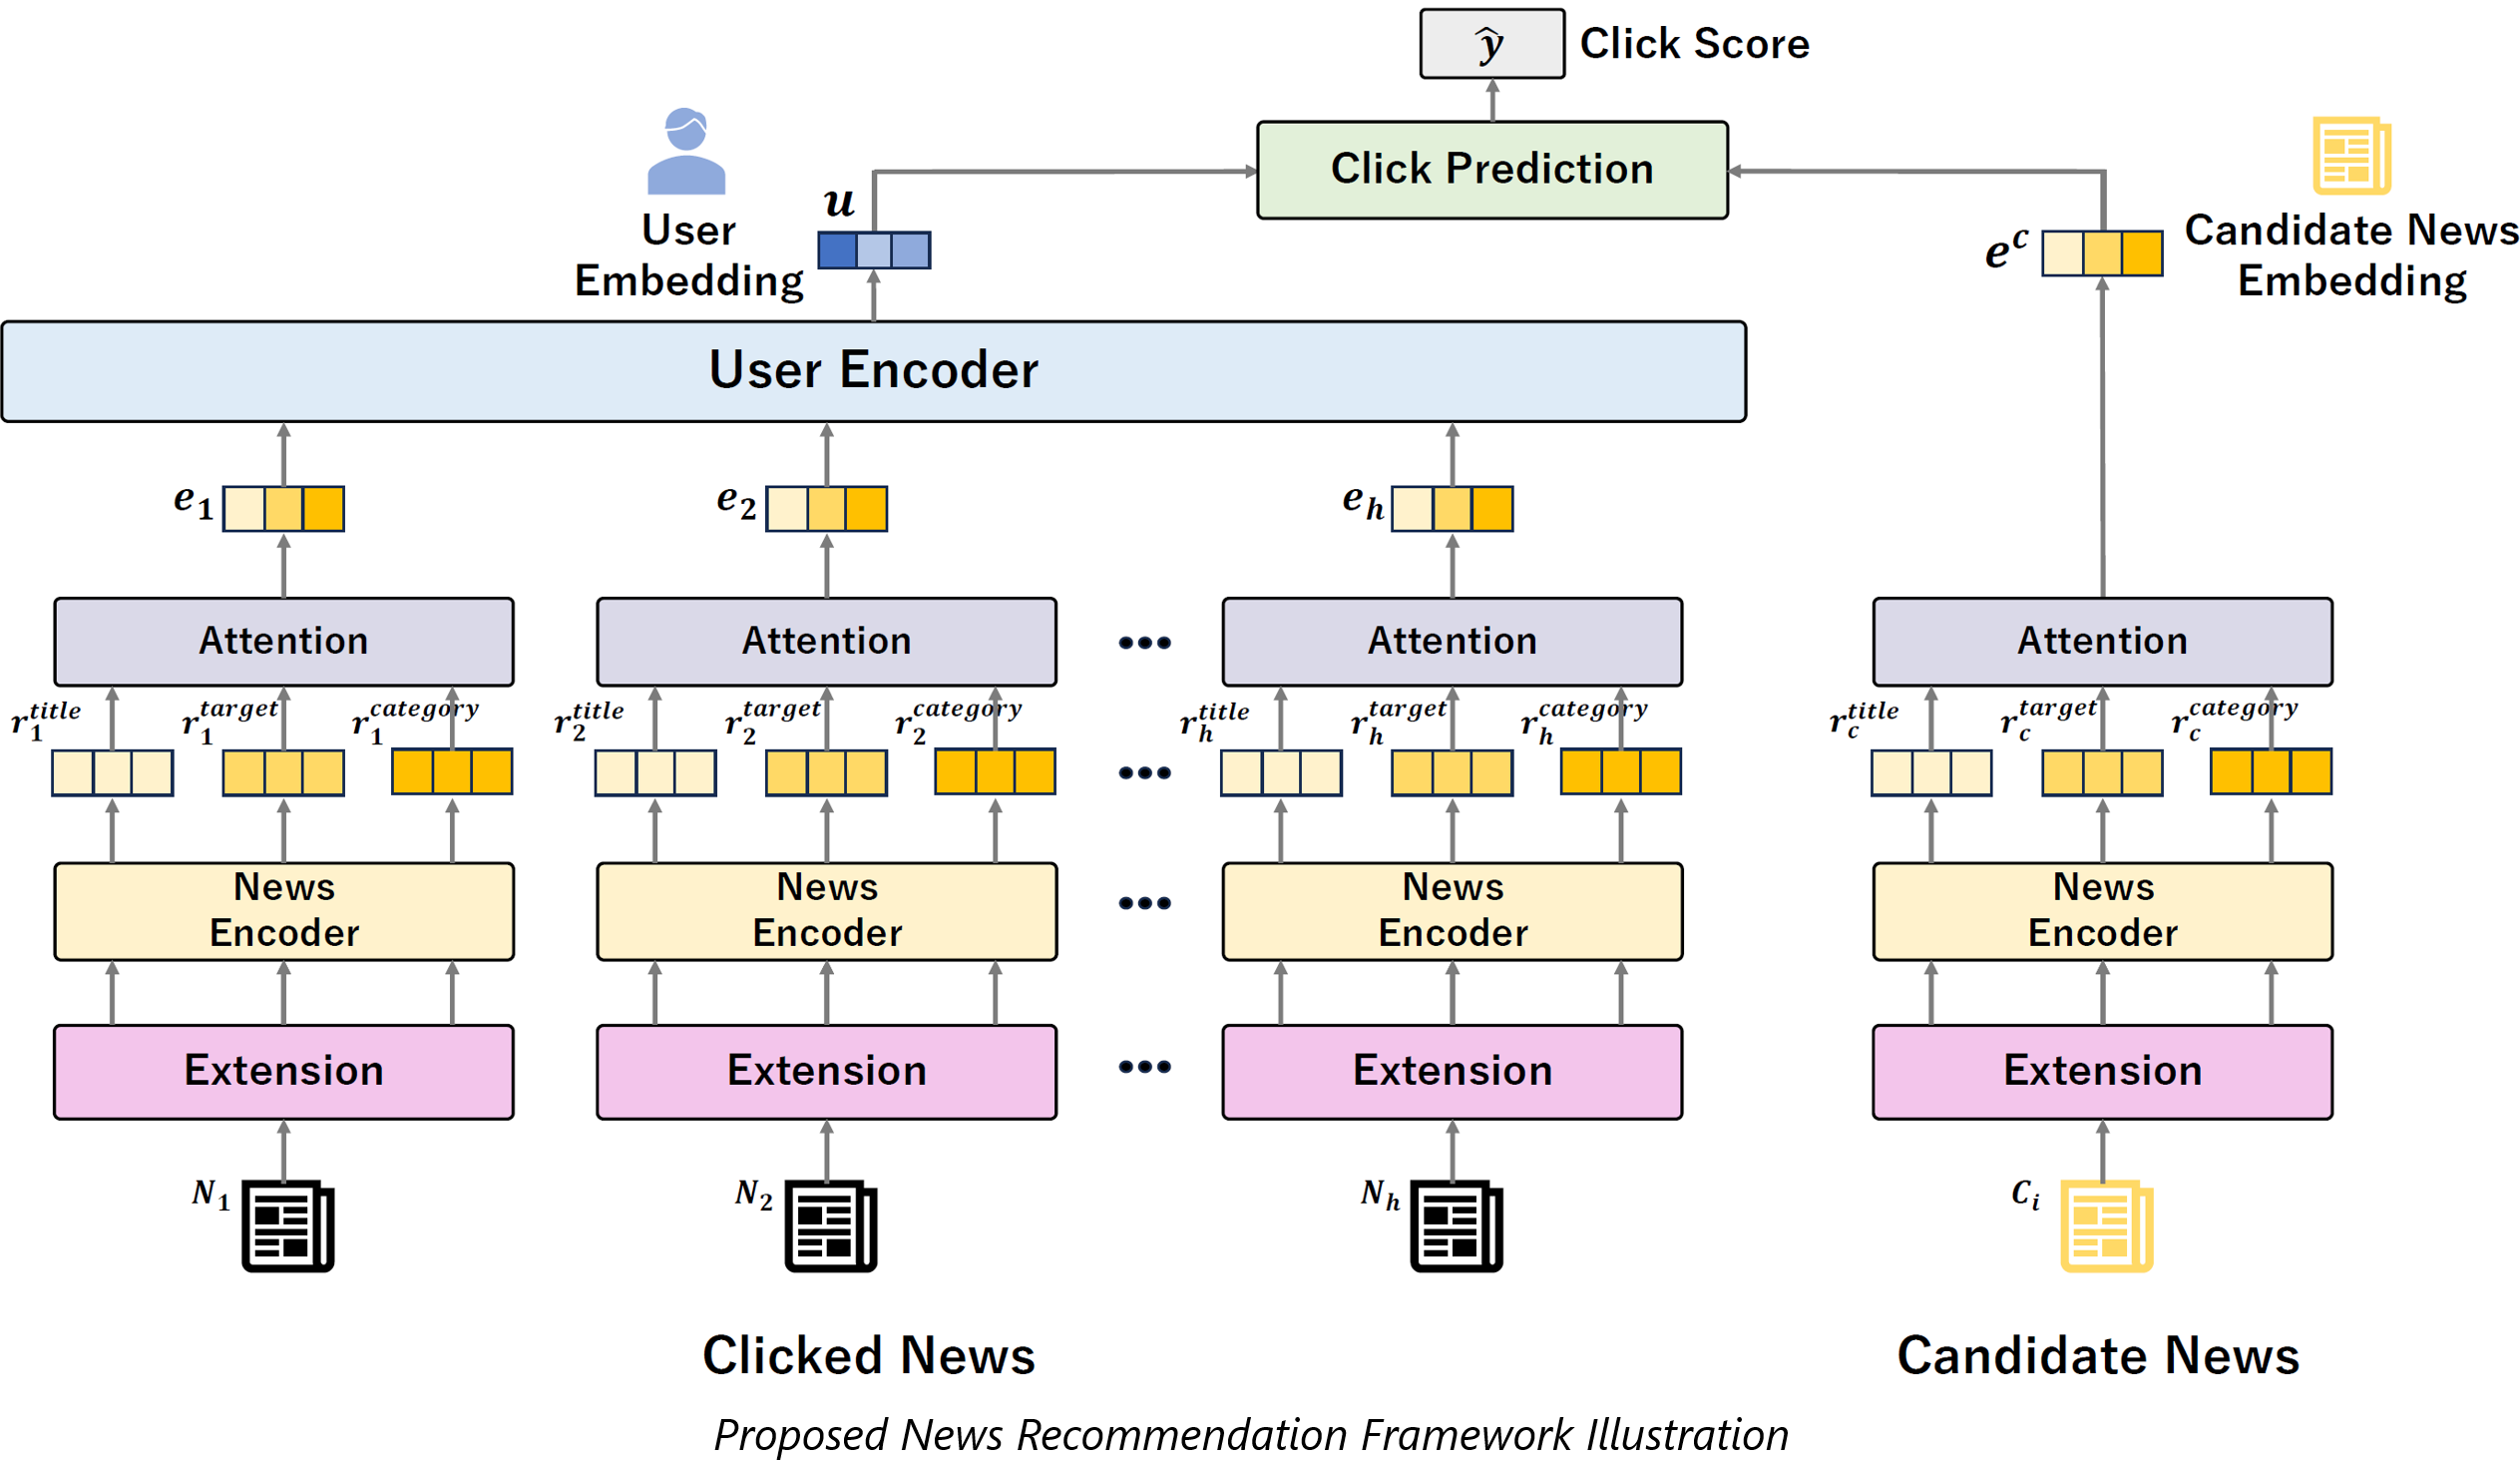 ŷ Click Score
Click Prediction
User
Embedding
u
e^c
Candidate News
Embedding
User Encoder
e_1 e_2 e_h
Attention Attention Attention Attention
r_1^title r_1^target r_1^category r_2^title r_2^target r_2^category r_h^title r_h^target r_h^category r_c^title r_c^target r_c^category
News
Encoder
News
Encoder
News
Encoder
News
Encoder
Extension Extension Extension Extension
N_1 N_2 N_h C_i
Clicked News Candidate News
Proposed News Recommendation Framework Illustration